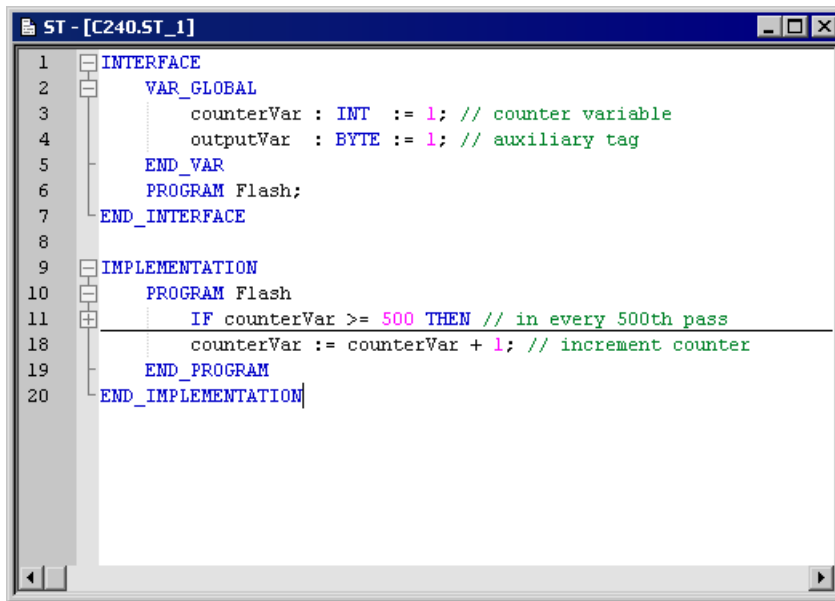 ST - [C240.ST_1]
1 INTERFACE
2 VAR_GLOBAL
3 counterVar : INT := 1; // counter variable
4 outputVar : BYTE := 1; // auxiliary tag
5 END_VAR
6 PROGRAM Flash;
7 END_INTERFACE
8
9 IMPLEMENTATION
10 PROGRAM Flash
11 IF counterVar >= 500 THEN // in every 500th pass
18 counterVar := counterVar + 1; // increment counter
19 END_PROGRAM
20 END_IMPLEMENTATION